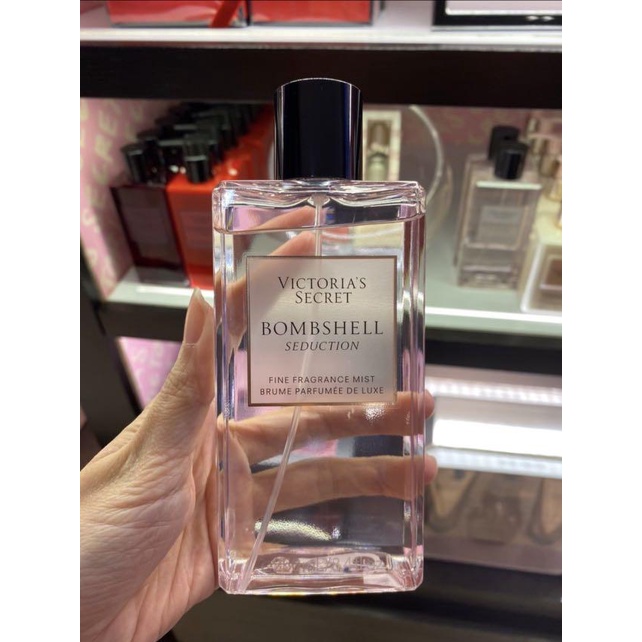 VICTORIA'S
SECRET
BOMBSHELL
SEDUCTION
FINE FRAGRANCE MIST
BRUME PARFUMÉE DE LUXE